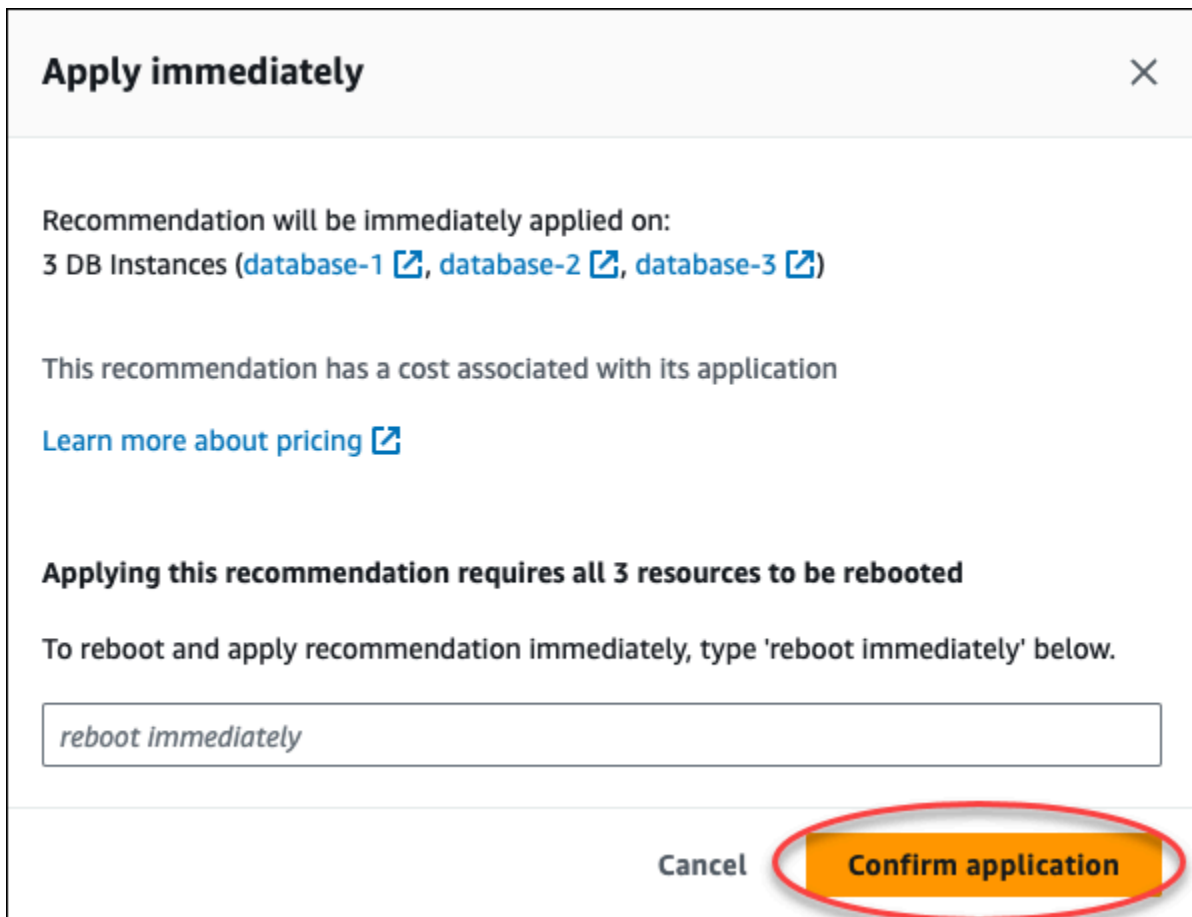 Apply immediately
Recommendation will be immediately applied on:
3 DB Instances (database-1, database-2, database-3)
This recommendation has a cost associated with its application
Learn more about pricing
Applying this recommendation requires all 3 resources to be rebooted
To reboot and apply recommendation immediately, type 'reboot immediately' below.
reboot immediately
Cancel Confirm application